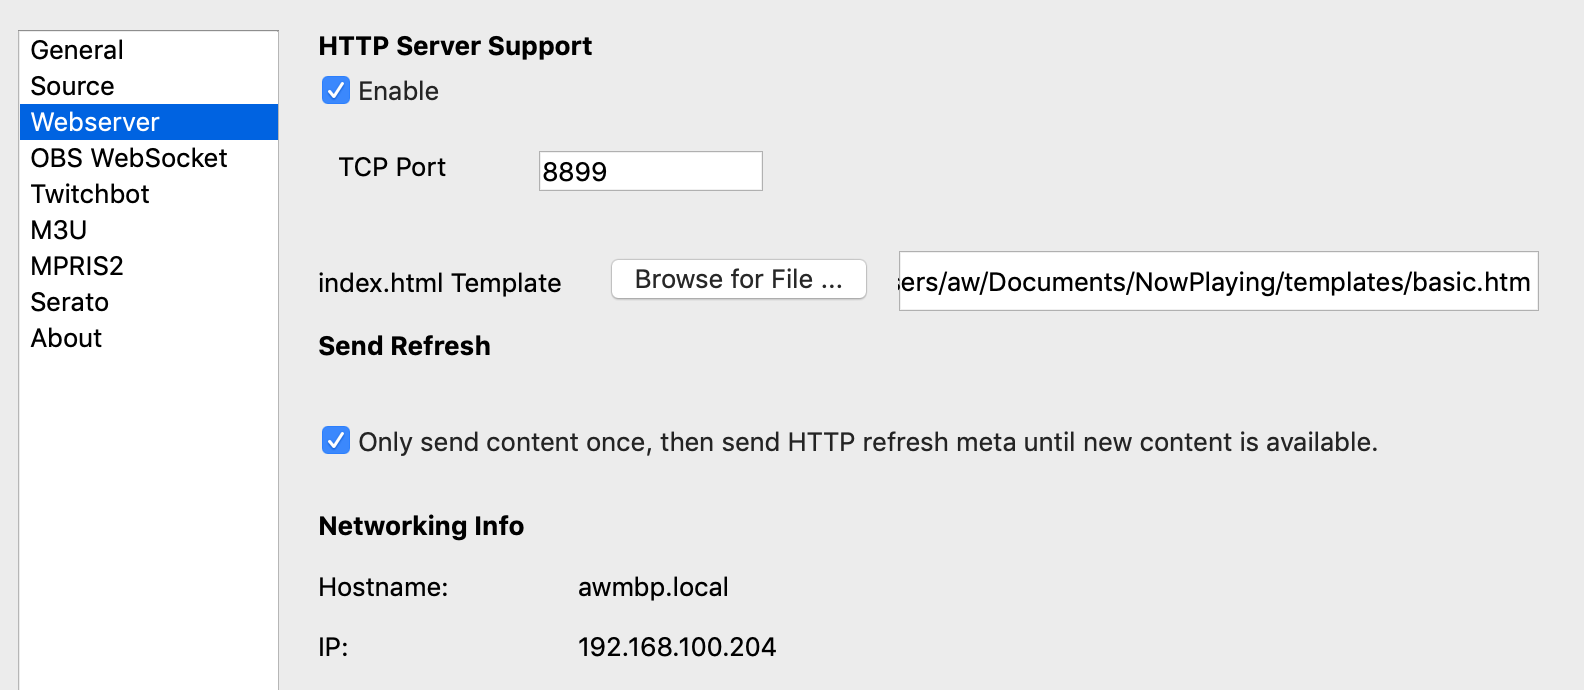 General
Source
Webserver
OBS WebSocket
Twitchbot
M3U
MPRIS2
Serato
About
HTTP Server Support
Enable
TCP Port 8899
index.html Template Browse for File ... ers/aw/Documents/NowPlaying/templates/basic.htm
Send Refresh
Only send content once, then send HTTP refresh meta until new content is available.
Networking Info
Hostname: awmbp.local
IP: 192.168.100.204